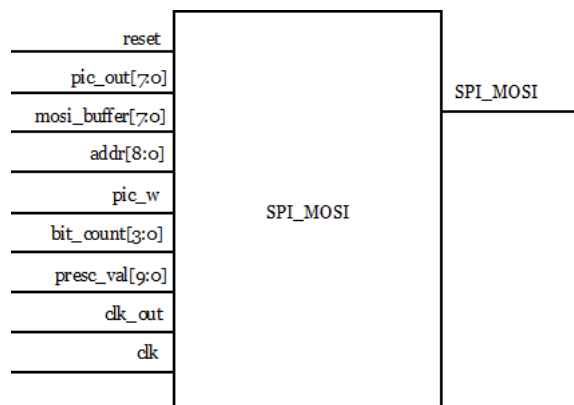 reset
pic_out[7:0]
SPI_MOSI
mosi_buffer[7:0]
addr[8:0]
pic_w
SPI_MOSI
bit_count[3:0]
presc_val[9:0]
clk_out
clk